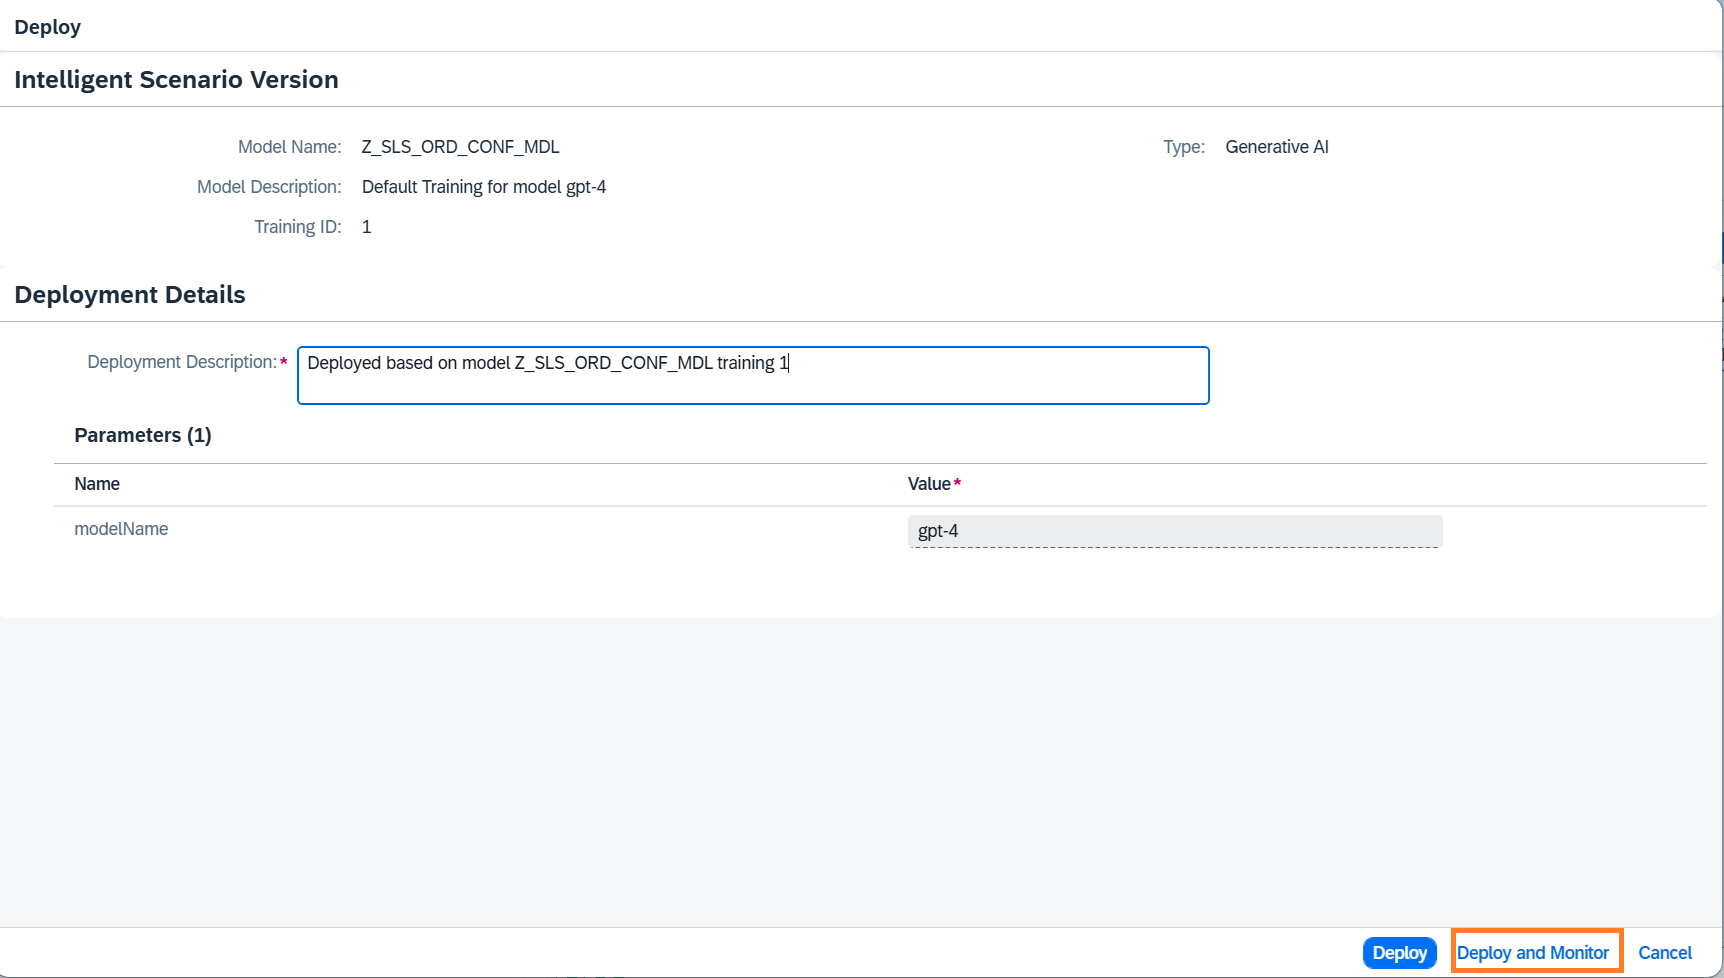 Deploy
Intelligent Scenario Version
Model Name: Z_SLS_ORD_CONF_MDL Type: Generative AI
Model Description: Default Training for model gpt-4
Training ID: 1
Deployment Details
Deployment Description:* Deployed based on model Z_SLS_ORD_CONF_MDL training 1
Parameters (1)
Name Value*
modelName gpt-4
Deploy Deploy and Monitor Cancel